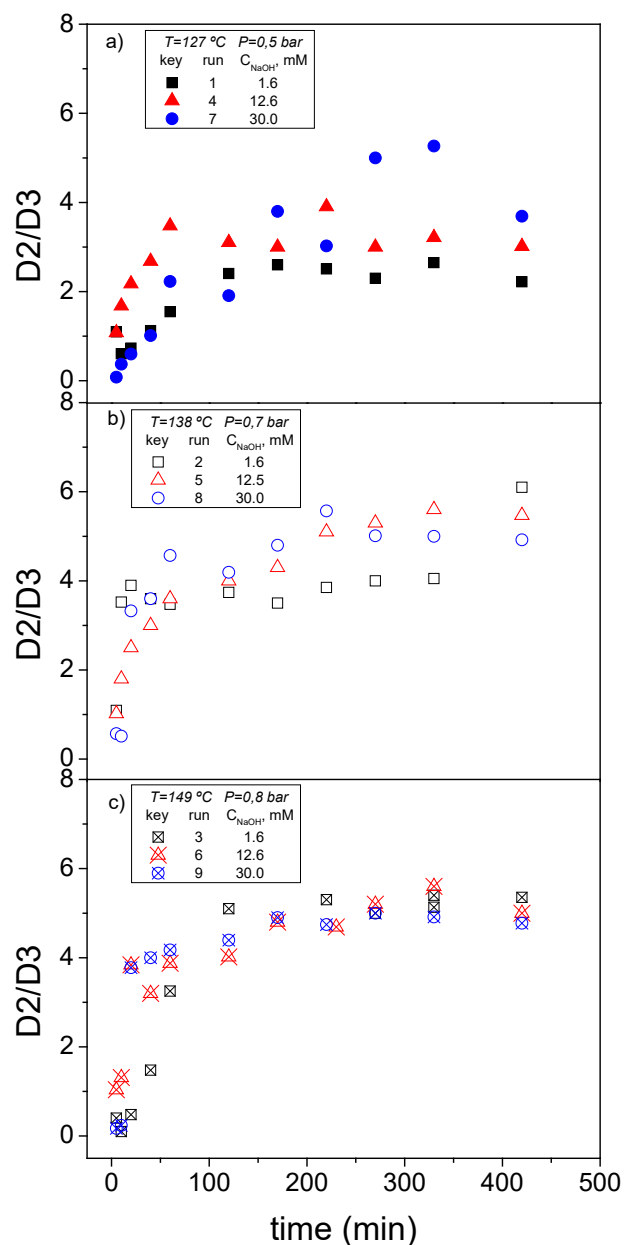 a)
T=127 ºC P=0,5 bar
key run C_NaOH, mM
1 1.6
4 12.6
7 30.0
8
6
4
2
0
D2/D3
b)
T=138 ºC P=0,7 bar
key run C_NaOH, mM
2 1.6
5 12.5
8 30.0
8
6
4
2
0
D2/D3
c)
T=149 ºC P=0,8 bar
key run C_NaOH, mM
3 1.6
6 12.6
9 30.0
8
6
4
2
0
D2/D3
0 100 200 300 400 500
time (min)